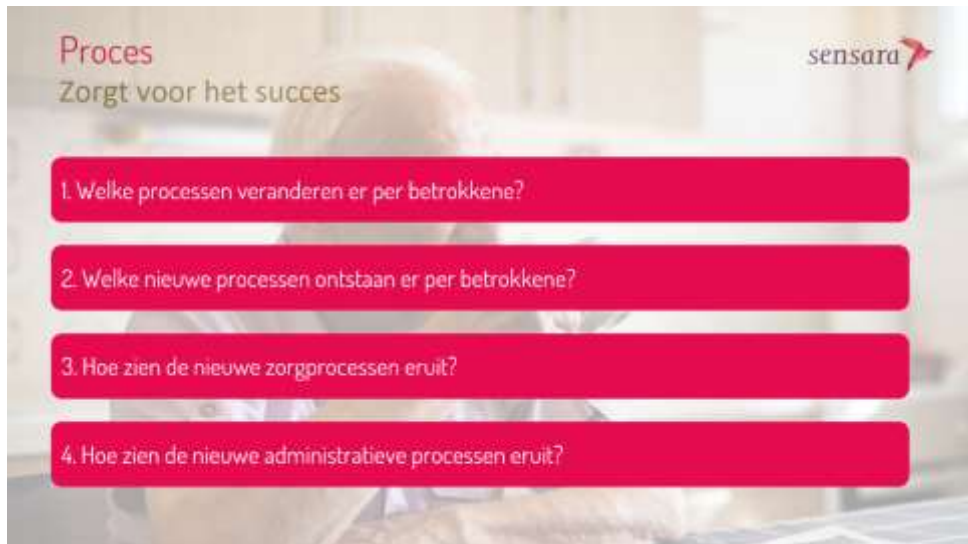 Proces
sensara
Zorgt voor het succes
1. Welke processen veranderen er per betrokkene?
2. Welke nieuwe processen ontstaan er per betrokkene?
3. Hoe zien de nieuwe zorgprocessen eruit?
4. Hoe zien de nieuwe administratieve processen eruit?